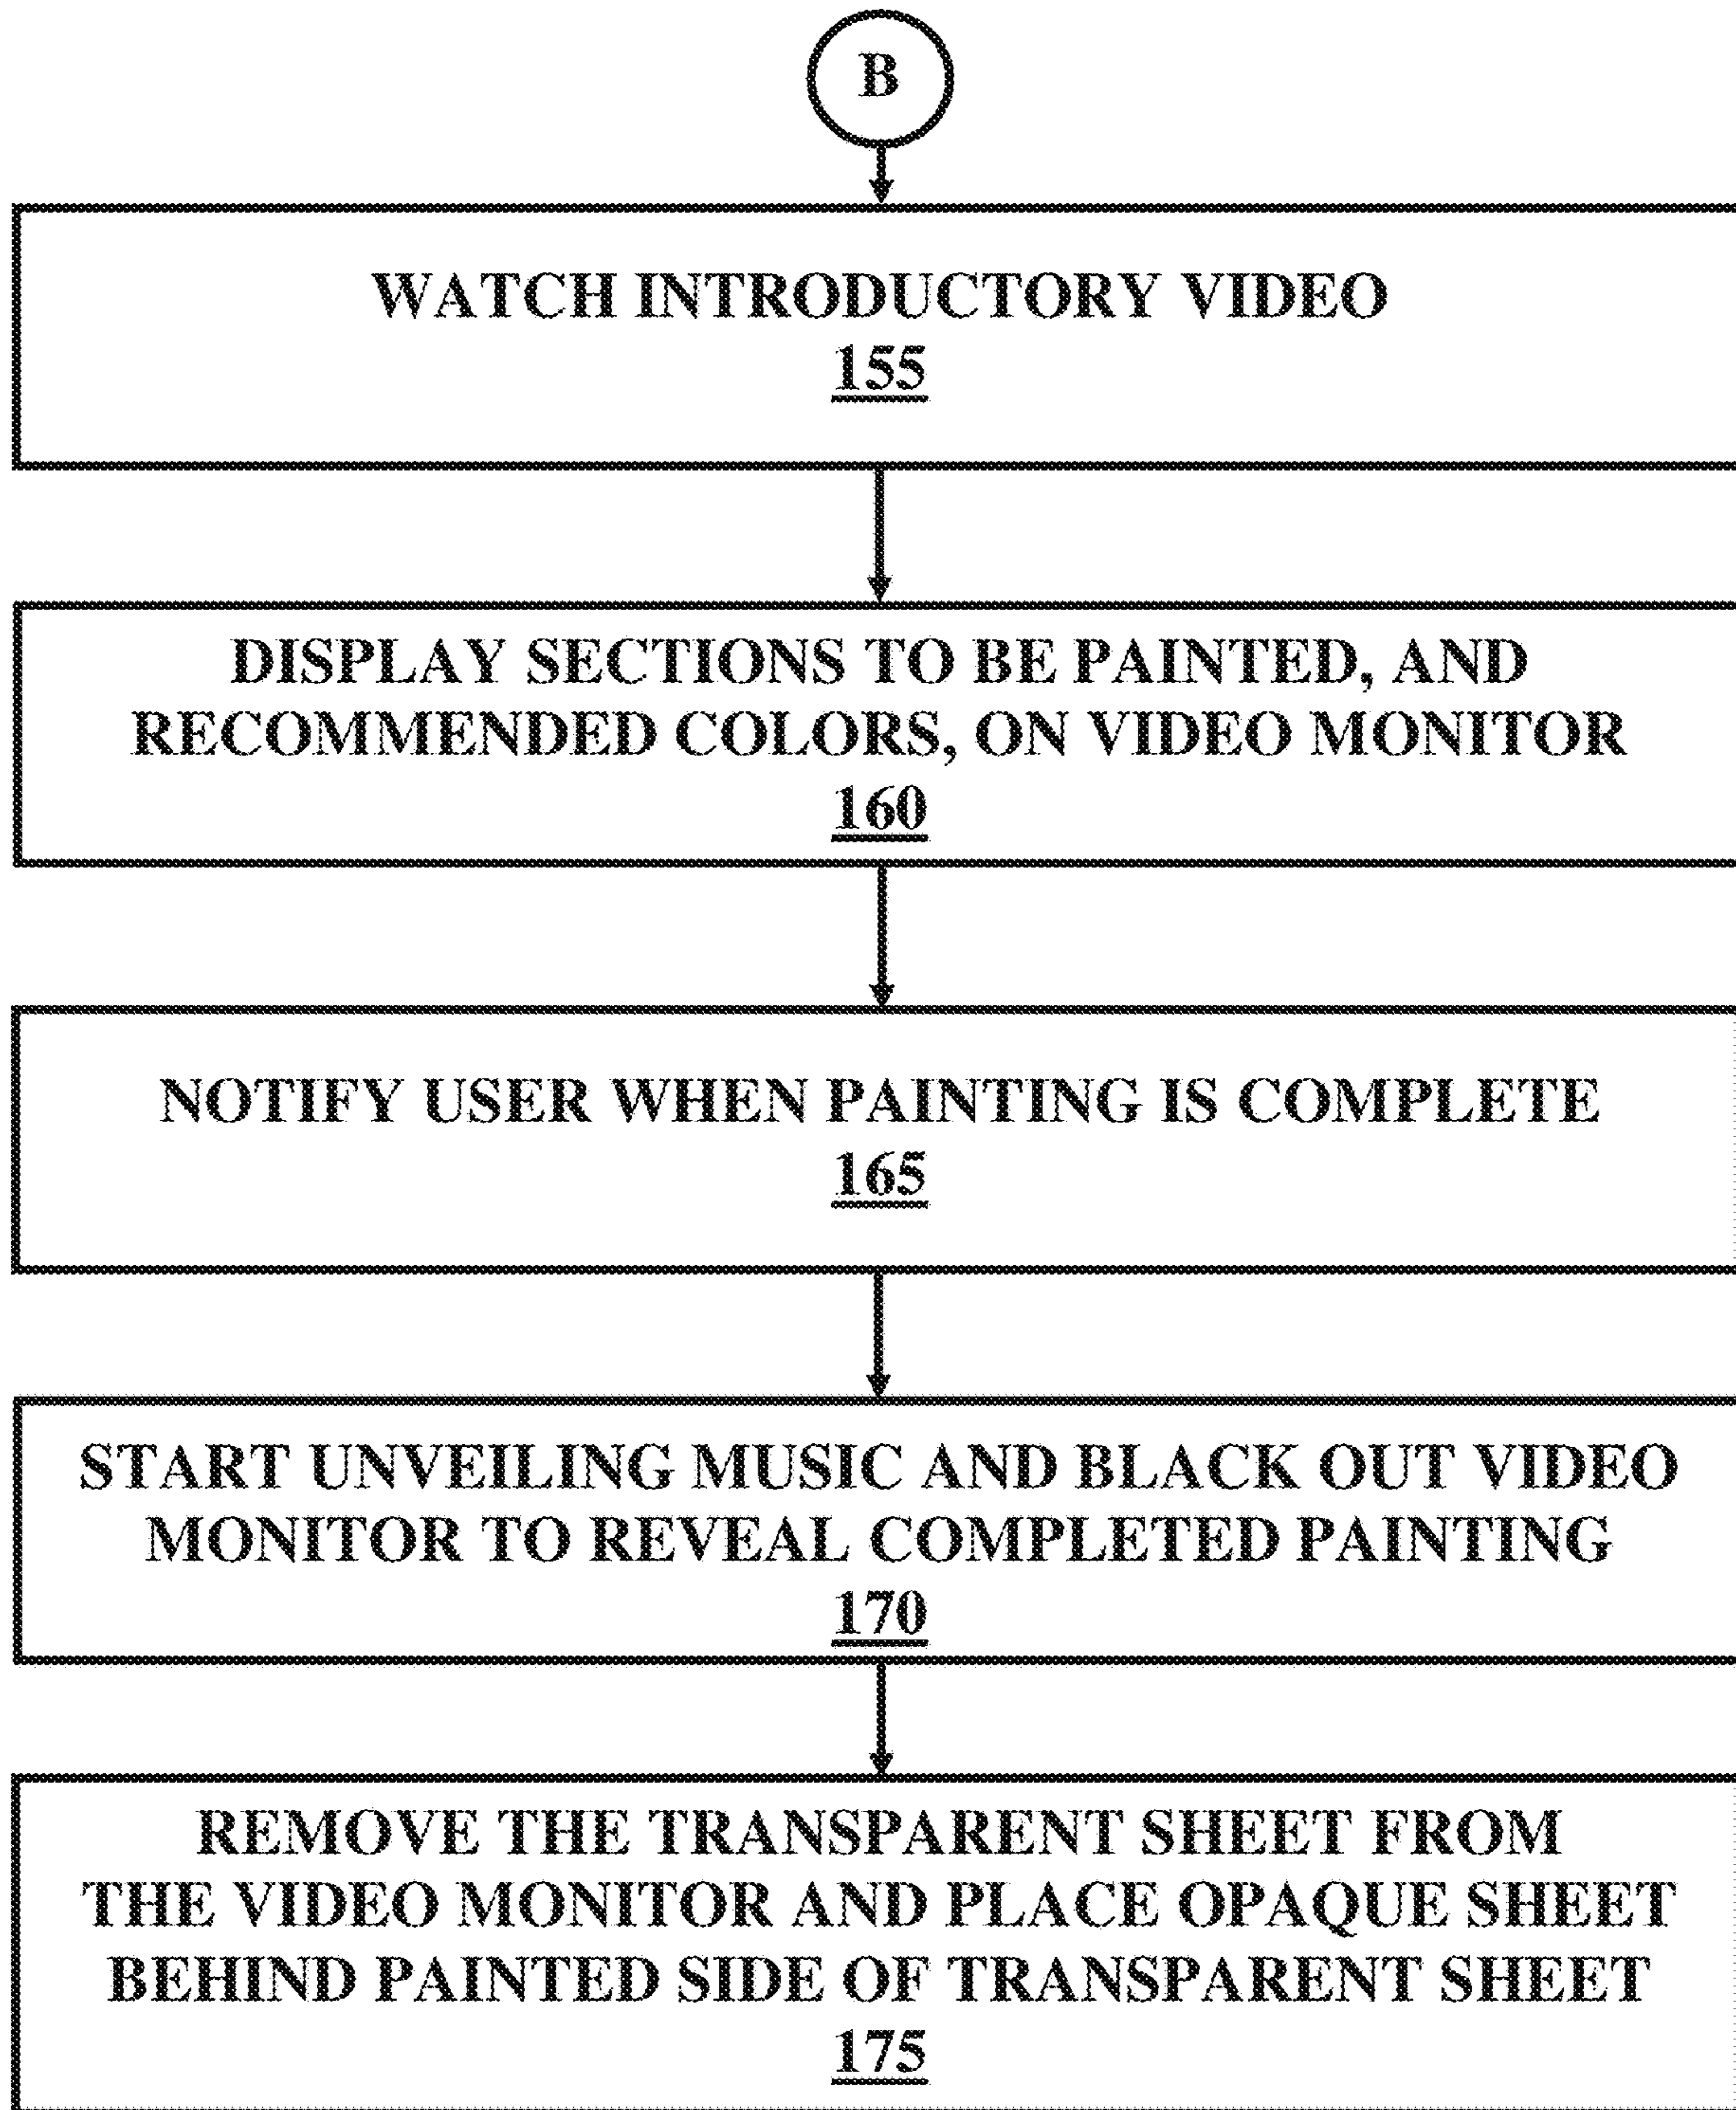 B
WATCH INTRODUCTORY VIDEO
155
DISPLAY SECTIONS TO BE PAINTED, AND
RECOMMENDED COLORS, ON VIDEO MONITOR
160
NOTIFY USER WHEN PAINTING IS COMPLETE
165
START UNVEILING MUSIC AND BLACK OUT VIDEO
MONITOR TO REVEAL COMPLETED PAINTING
170
REMOVE THE TRANSPARENT SHEET FROM
THE VIDEO MONITOR AND PLACE OPAQUE SHEET
BEHIND PAINTED SIDE OF TRANSPARENT SHEET
175